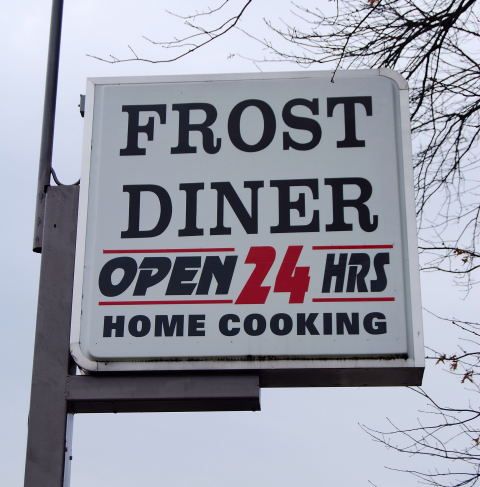 FROST
DINER
OPEN 24 HRS
HOME COOKING